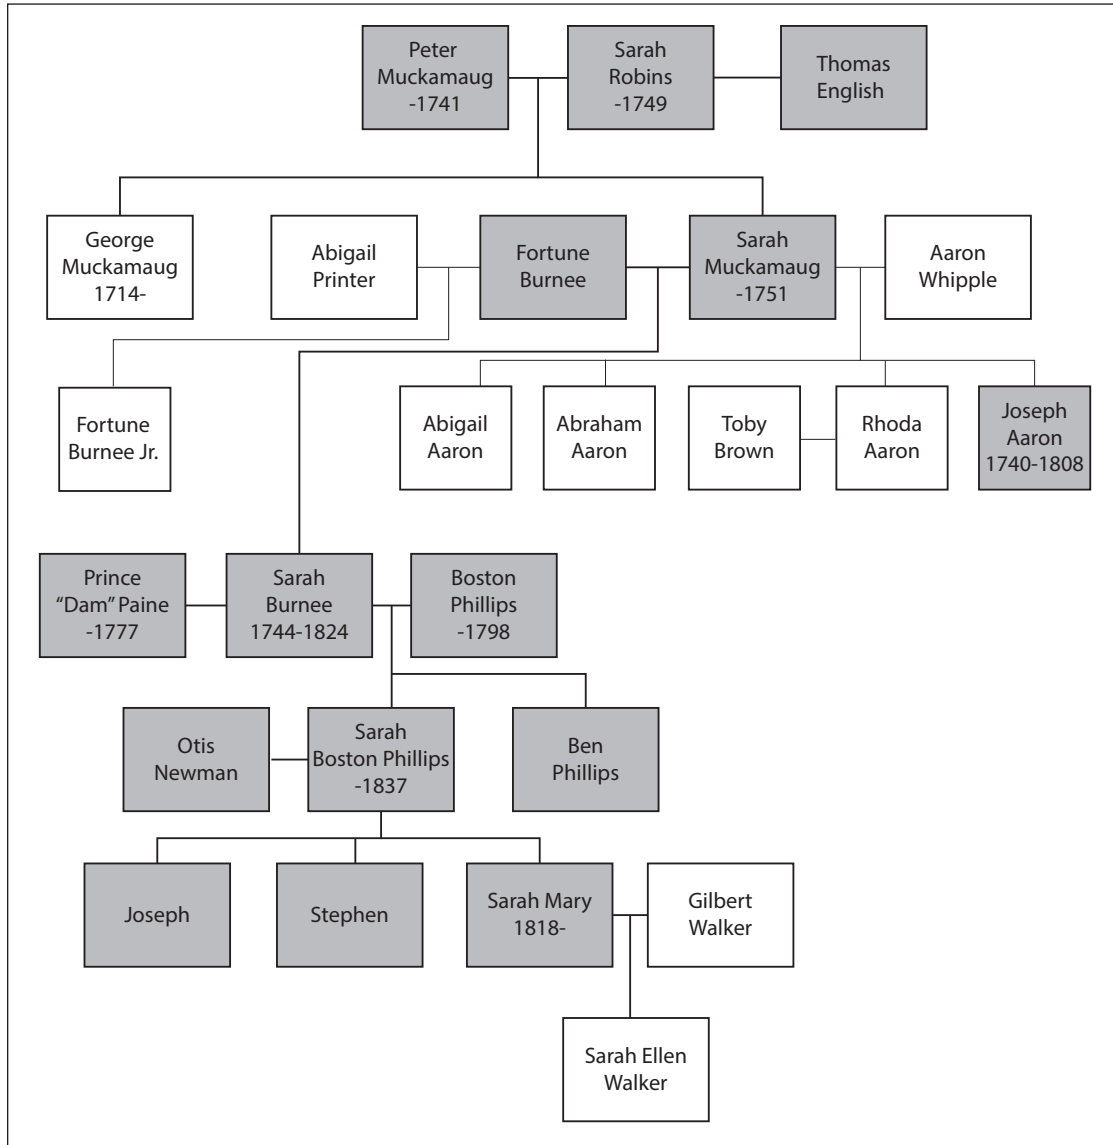 Peter
Muckamaug
-1741
Sarah
Robins
-1749
Thomas
English
George
Muckamaug
1714-
Abigail
Printer
Fortune
Burnee
Sarah
Muckamaug
-1751
Aaron
Whipple
Fortune
Burnee Jr.
Abigail
Aaron
Abraham
Aaron
Toby
Brown
Rhoda
Aaron
Joseph
Aaron
1740-1808
Prince
“Dam” Paine
-1777
Sarah
Burnee
1744-1824
Boston
Phillips
-1798
Otis
Newman
Sarah
Boston Phillips
-1837
Ben
Phillips
Joseph
Stephen
Sarah Mary
1818-
Gilbert
Walker
Sarah Ellen
Walker